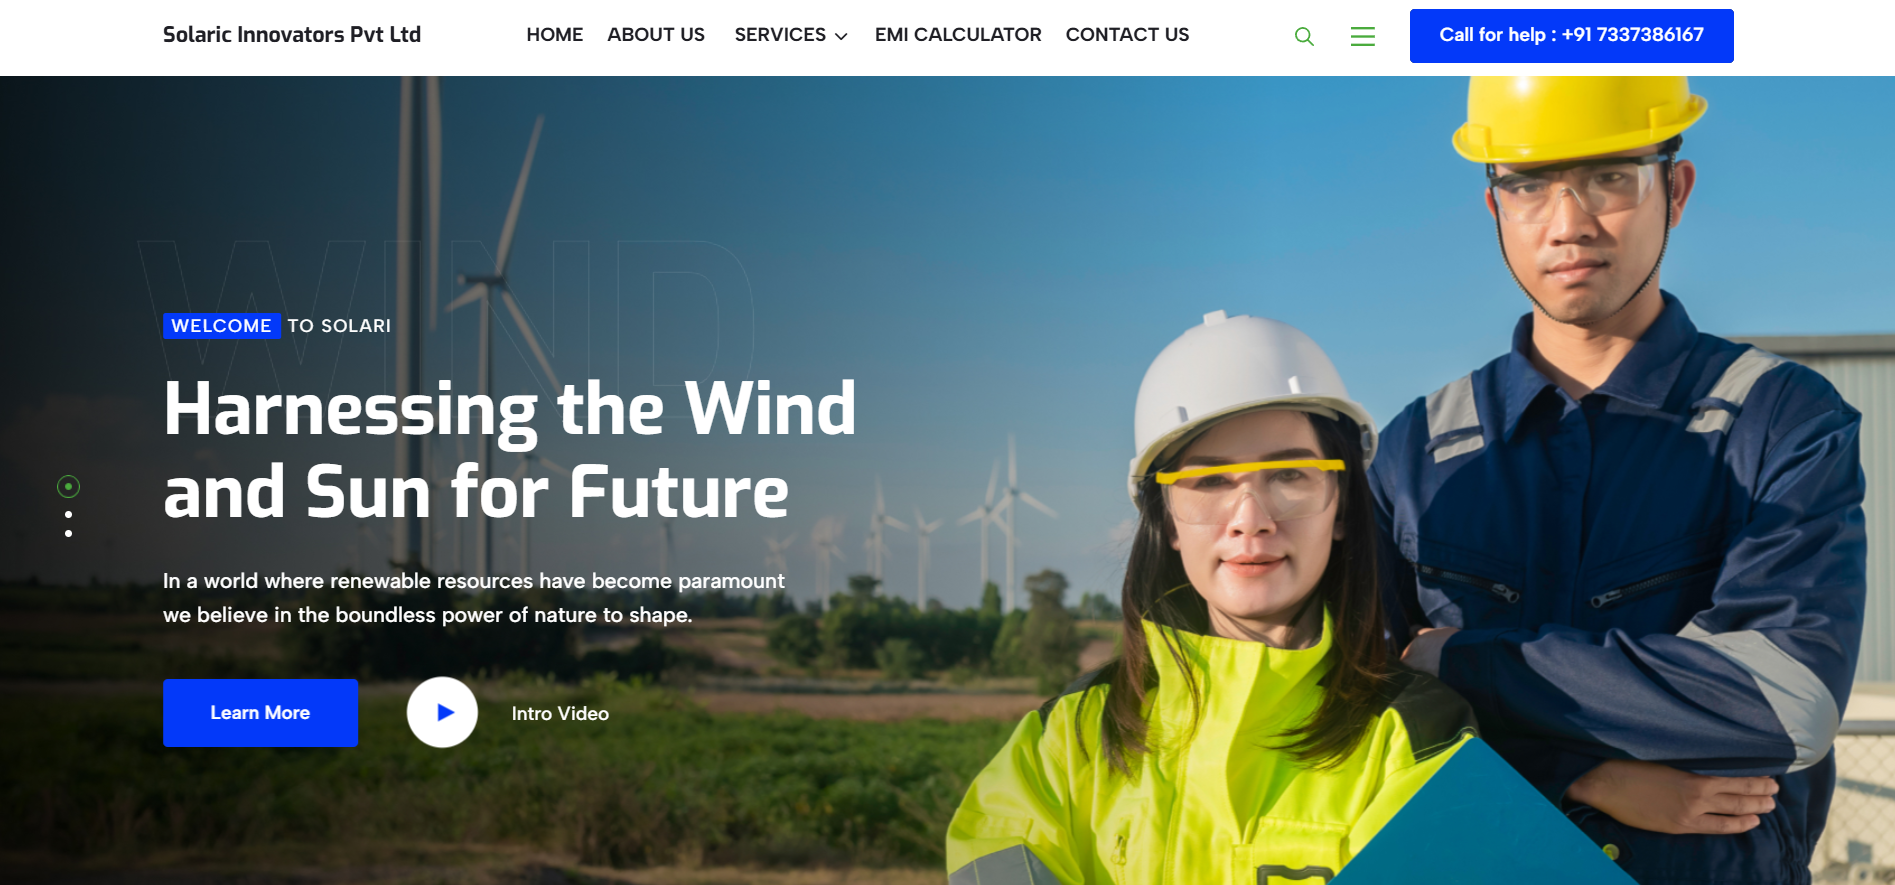 Solaric Innovators Pvt Ltd
HOME ABOUT US SERVICES EMI CALCULATOR CONTACT US
Call for help : +91 7337386167
WIND
WELCOME TO SOLARI
Harnessing the Wind
and Sun for Future
In a world where renewable resources have become paramount
we believe in the boundless power of nature to shape.
Learn More
Intro Video